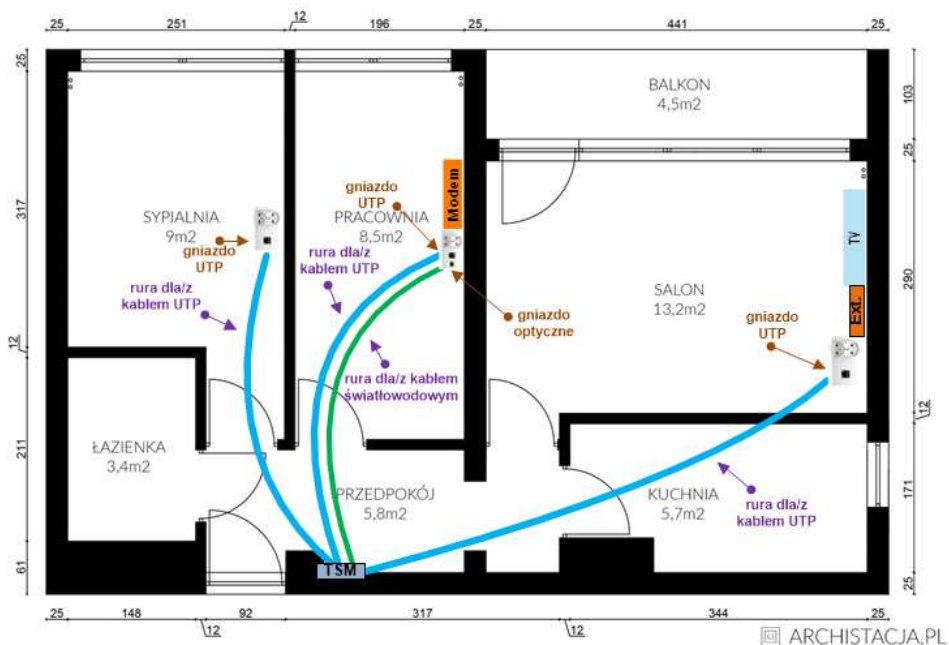 25
251
12
196
25
441
25
25
317
12
211
61
103
25
290
12
171
25
BALKON
4,5m2
SYPIALNIA
9m2
gniazdo
UTP
rura dla/z
kablem UTP
gniazdo
UTP
PRACOWNIA
8,5m2
Modem
rura dla/z
kablem UTP
gniazdo
optyczne
rura dla/z kablem
światłowodowym
SALON
13,2m2
TV
Ext.
gniazdo
UTP
ŁAZIENKA
3,4m2
PRZEDPOKÓJ
5,8m2
KUCHNIA
5,7m2
rura dla/z
kablem UTP
TSM
25
148
12
92
317
12
344
25
ARCHISTACJA.PL